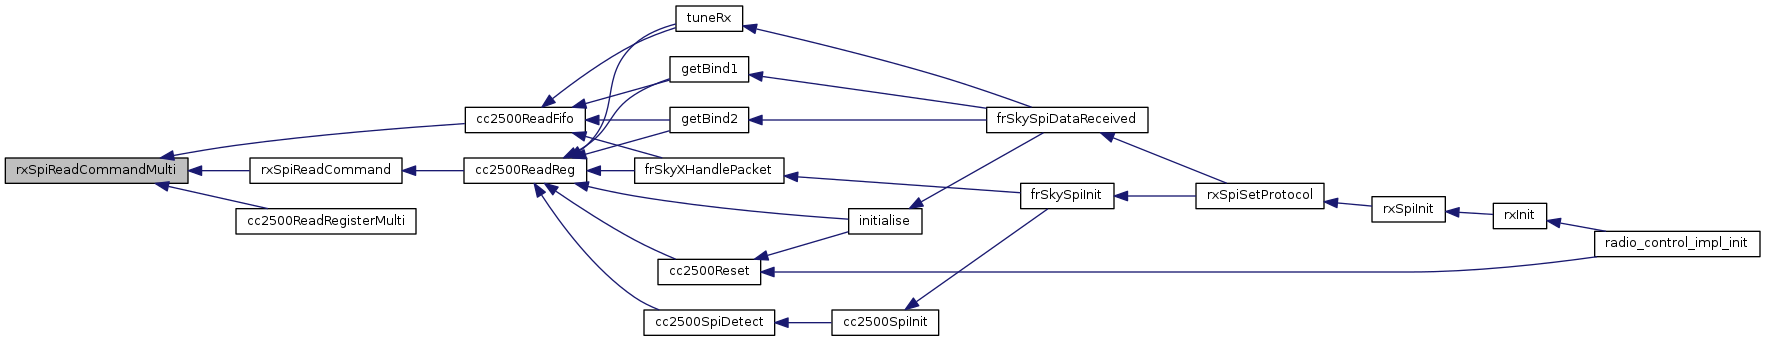 tuneRx
getBind1
cc2500ReadFifo
getBind2
frSkySpiDataReceived
rxSpiReadCommandMulti
rxSpiReadCommand
cc2500ReadReg
frSkyXHandlePacket
frSkySpiInit
rxSpiSetProtocol
rxSpiInit
rxInit
cc2500ReadRegisterMulti
initialise
radio_control_impl_init
cc2500Reset
cc2500SpiDetect
cc2500SpiInit